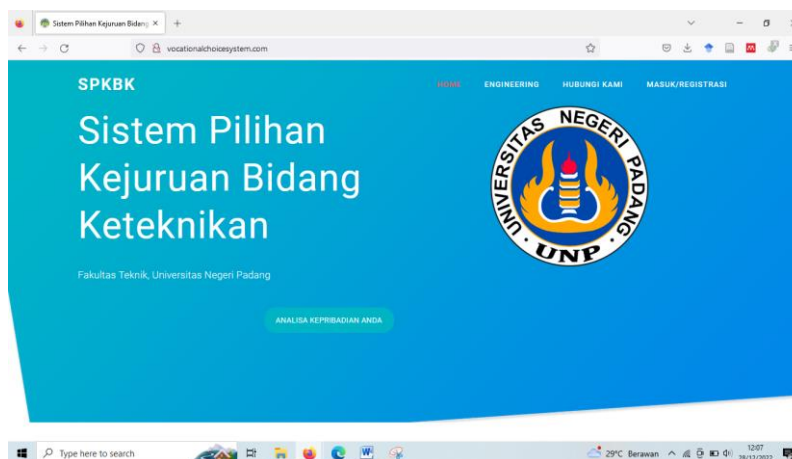 Sistem Pilihan Kejuruan Bidang
vocationalchoicesystem.com
SPKBK
HOME
ENGINEERING
HUBUNGI KAMI
MASUK/REGISTRASI
Sistem Pilihan
Kejuruan Bidang
Keteknikan
UNIVERSITAS NEGERI PADANG
UNP
Fakultas Teknik, Universitas Negeri Padang
ANALISA KEPRIBADIAN ANDA
Type here to search
29°C Berawan
12:07